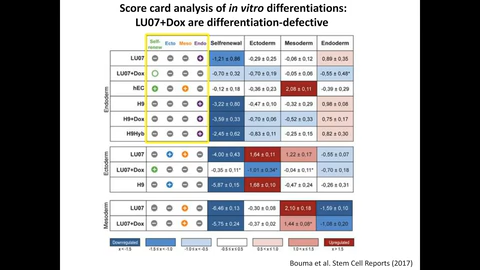 Score card analysis of in vitro differentiations:
LU07+Dox are differentiation-defective
Self-renew Ecto Meso Endo Selfrenewal Ectoderm Mesoderm Endoderm
Endoderm
LU07 -1,21 ± 0,86 -0,29 ± 0,25 -0,06 ± 0,12 0,89 ± 0,35
LU07+Dox -0,70 ± 0,32 -0,70 ± 0,19 -0,05 ± 0,06 -0,55 ± 0,48*
hEC -0,12 ± 0,18 -0,36 ± 0,23 2,08 ± 0,11 -0,39 ± 0,29
H9 -3,22 ± 0,80 -0,47 ± 0,10 -0,32 ± 0,29 0,98 ± 0,08
H9+Dox -3,59 ± 0,33 -0,70 ± 0,06 -0,52 ± 0,33 0,75 ± 0,17
H9Hyb -2,45 ± 0,62 -0,83 ± 0,11 -0,25 ± 0,15 0,82 ± 0,30
Ectoderm
LU07 -4,00 ± 0,43 1,64 ± 0,11 1,22 ± 0,17 -0,55 ± 0,07
LU07+Dox -0,35 ± 0,11* -1,01 ± 0,34* -0,04 ± 0,11* -0,70 ± 0,18
H9 -5,87 ± 0,15 1,68 ± 0,10 -0,47 ± 0,24 -0,26 ± 0,31
Mesoderm
LU07 -6,46 ± 0,13 -0,30 ± 0,08 2,10 ± 0,18 -1,59 ± 0,10
LU07+Dox -5,75 ± 0,24 -0,37 ± 0,02 1,44 ± 0,08* -1,08 ± 0,20
Downregulated Upregulated
Bouma et al. Stem Cell Reports (2017)